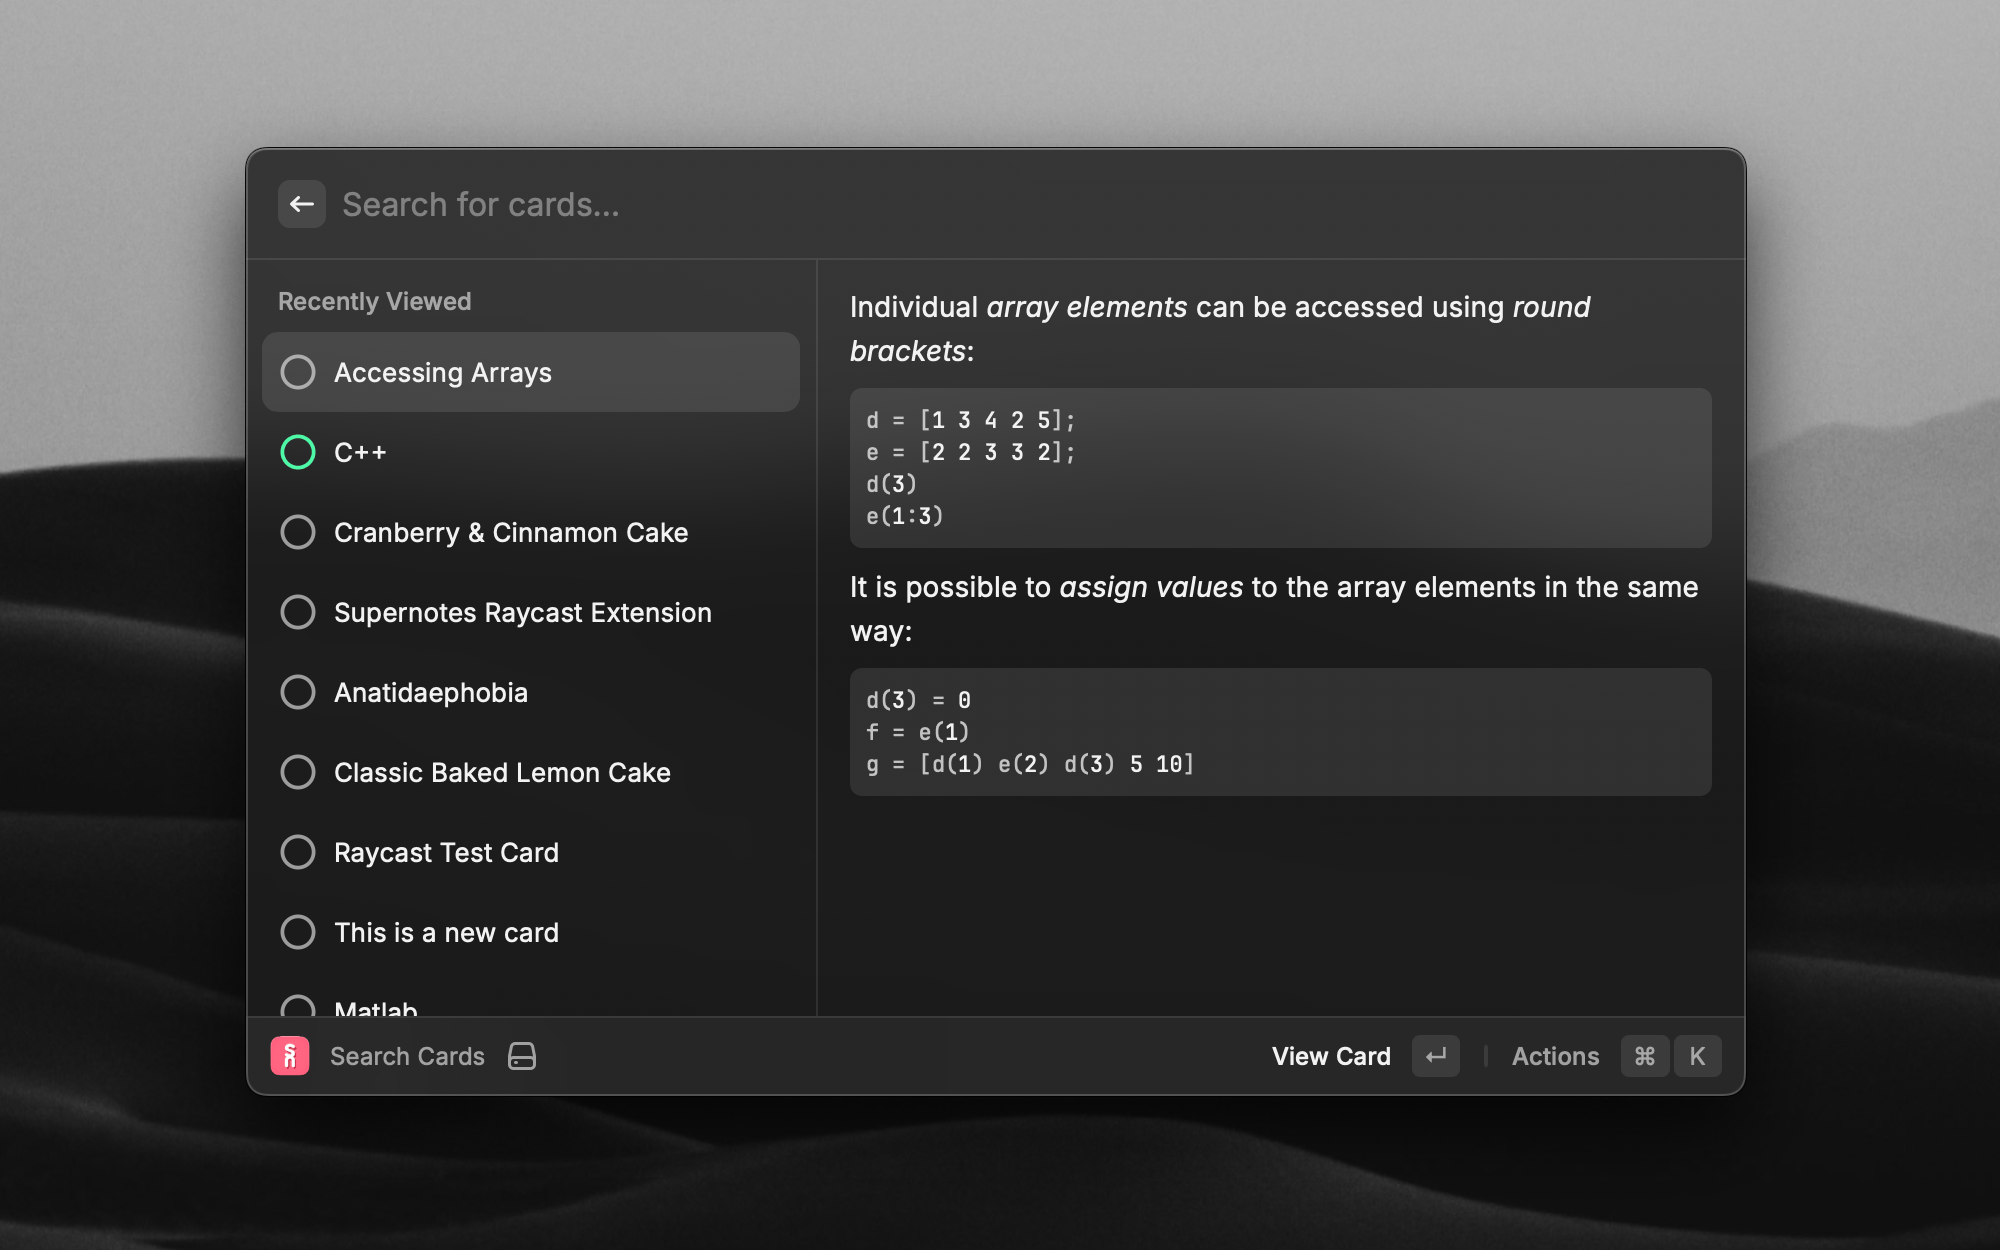 Search for cards...
Recently Viewed
Accessing Arrays
C++
Cranberry & Cinnamon Cake
Supernotes Raycast Extension
Anatidaephobia
Classic Baked Lemon Cake
Raycast Test Card
This is a new card
Matlab
Individual array elements can be accessed using round
brackets:
d = [1 3 4 2 5];
e = [2 2 3 3 2];
d(3)
e(1:3)
It is possible to assign values to the array elements in the same
way:
d(3) = 0
f = e(1)
g = [d(1) e(2) d(3) 5 10]
Sn
Search Cards
View Card
Actions ⌘ K